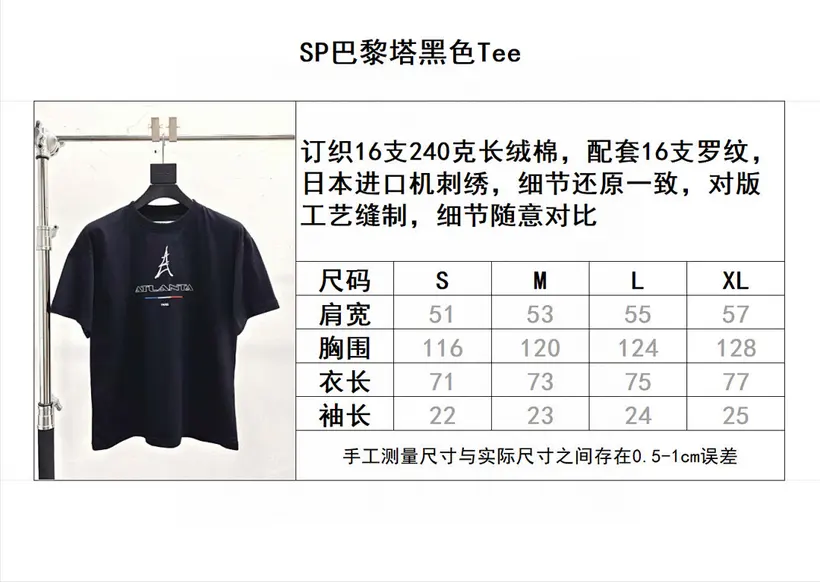 SP巴黎塔黑色Tee
订织16支240克长绒棉，配套16支罗纹，
日本进口机刺绣，细节还原一致，对版
工艺缝制，细节随意对比
ATLANTA
尺码 S M L XL
肩宽 51 53 55 57
胸围 116 120 124 128
衣长 71 73 75 77
袖长 22 23 24 25
手工测量尺寸与实际尺寸之间存在0.5-1cm误差